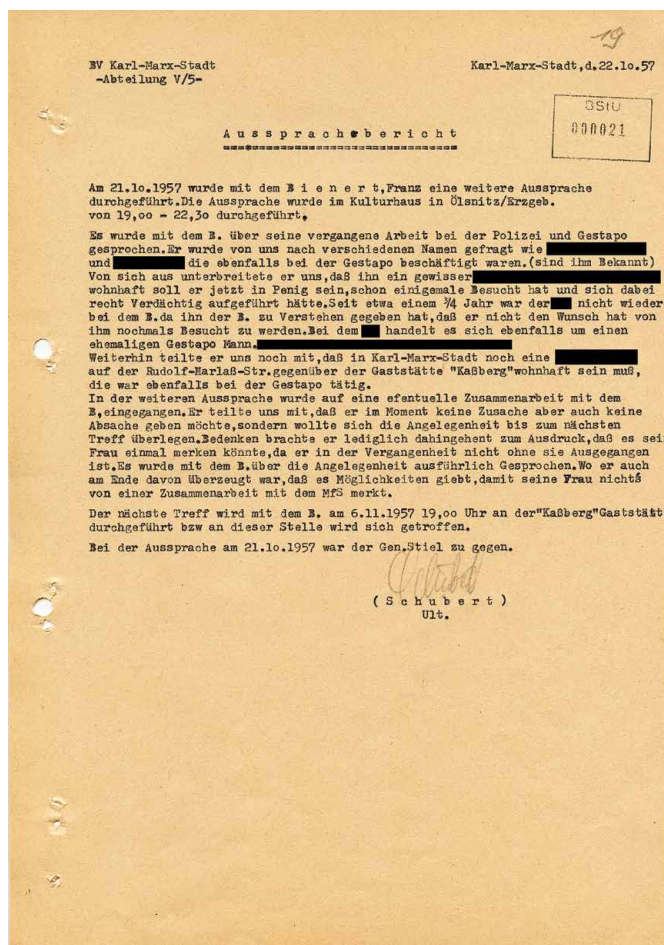 19
BV Karl-Marx-Stadt
-Abteilung V/5-
Karl-Marx-Stadt,d.22.1o.57
BStU
000021
A u s s p r a c h e b e r i c h t
==============================
Am 21.1o.1957 wurde mit dem B i e n e r t,Franz eine weitere Aussprache
durchgeführt.Die Aussprache wurde im Kulturhaus in Ölsnitz/Erzgeb.
von 19,oo - 22,3o durchgeführt.
Es wurde mit dem B. über seine vergangene Arbeit bei der Polizei und Gestapo
gesprochen.Er wurde von uns nach verschiedenen Namen gefragt wie
und die ebenfalls bei der Gestapo beschäftigt waren.(sind ihm Bekannt)
Von sich aus unterbreitete er uns,daß ihn ein gewisser
wohnhaft soll er jetzt in Penig sein,schon einigemale Besucht hat und sich dabei
recht Verdächtig aufgeführt hätte.Seit etwa einem ¾ Jahr war der nicht wieder
bei dem B.da ihn der B. zu Verstehen gegeben hat,daß er nicht den Wunsch hat von
ihm nochmals Besucht zu werden.Bei dem handelt es sich ebenfalls um einen
ehemaligen Gestapo Mann.
Weiterhin teilte er uns noch mit,daß in Karl-Marx-Stadt noch eine
auf der Rudolf-Marlaß-Str.gegenüber der Gaststätte "Kaßberg"wohnhaft sein muß,
die war ebenfalls bei der Gestapo tätig.
In der weiteren Aussprache wurde auf eine efentuelle Zusammenarbeit mit dem
B,eingegangen.Er teilte uns mit,daß er im Moment keine Zusache aber auch keine
Absache geben möchte,sondern wollte sich die Angelegenheit bis zum nächsten
Treff überlegen.Bedenken brachte er lediglich dahingehend zum Ausdruck,daß es sei
Frau einmal merken könnte,da er in der Vergangenheit nicht ohne sie Ausgegangen
ist.Es wurde mit dem B.über die Angelegenheit ausführlich Gesprochen.Wo er auch
am Ende davon überzeugt war,daß es Möglichkeiten giebt,damit seine Frau nichts
von einer Zusammenarbeit mit dem MfS merkt.
Der nächste Treff wird mit dem B. am 6.11.1957 19,oo Uhr an der"Kaßberg"Gaststätt
durchgeführt bzw an dieser Stelle wird sich getroffen.
Bei der Aussprache am 21.1o.1957 war der Gen.Stiel zu gegen.
Schubert
( S c h u b e r t )
Ult.